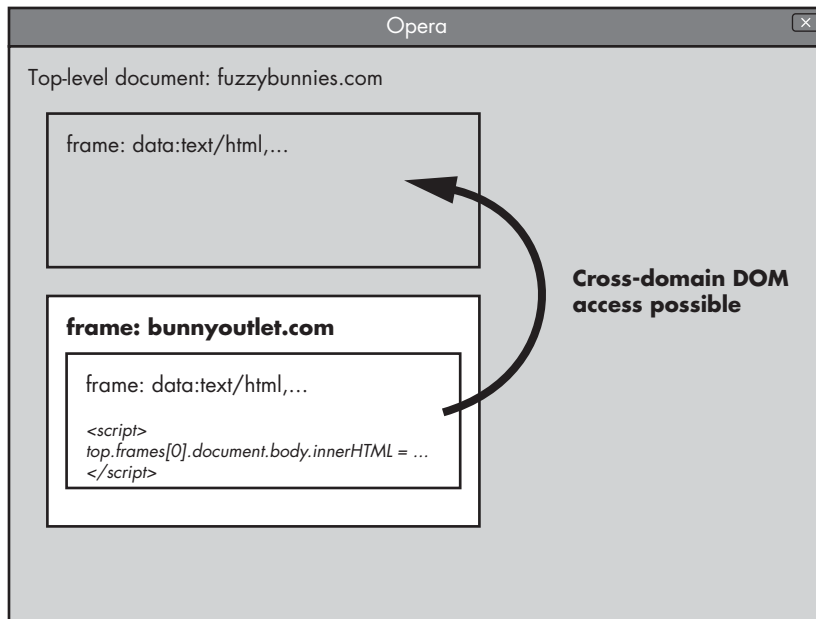 Opera
Top-level document: fuzzybunnies.com
frame: data:text/html,...
Cross-domain DOM
access possible
frame: bunnyoutlet.com
frame: data:text/html,...
<script>
top.frames[0].document.body.innerHTML = ...
</script>